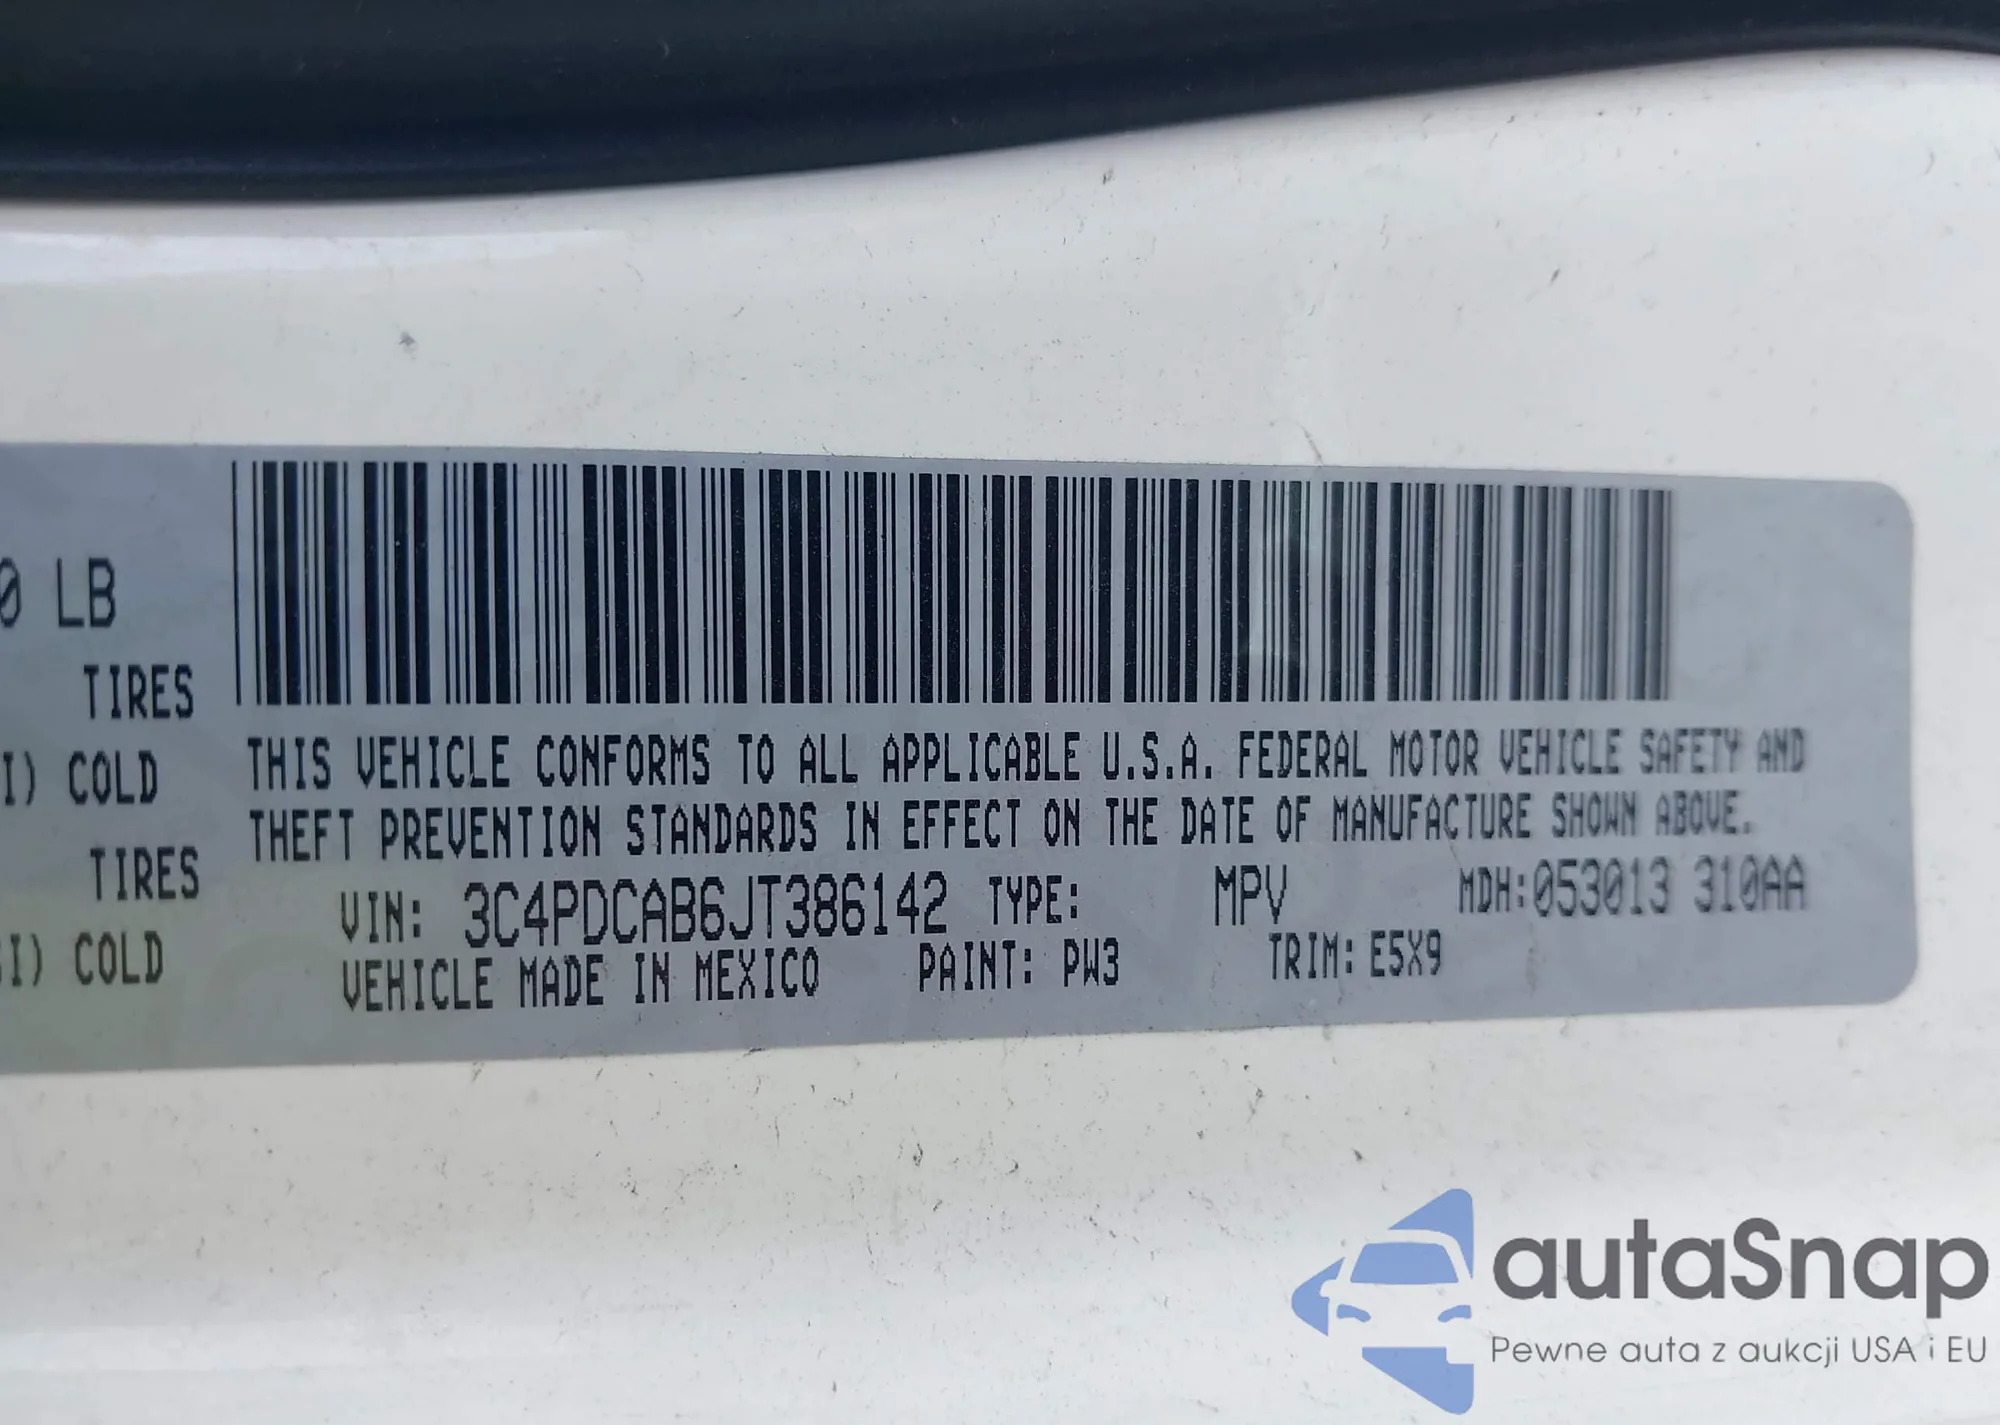 0 LB
TIRES
I) COLD
TIRES
I) COLD
THIS VEHICLE CONFORMS TO ALL APPLICABLE U.S.A. FEDERAL MOTOR VEHICLE SAFETY AND
THEFT PREVENTION STANDARDS IN EFFECT ON THE DATE OF MANUFACTURE SHOWN ABOVE.
VIN: 3C4PDCAB6JT386142 TYPE: MPV MDH:053013 310AA
VEHICLE MADE IN MEXICO PAINT: PW3 TRIM: E5X9
autaSnap
Pewne auta z aukcji USA i EU